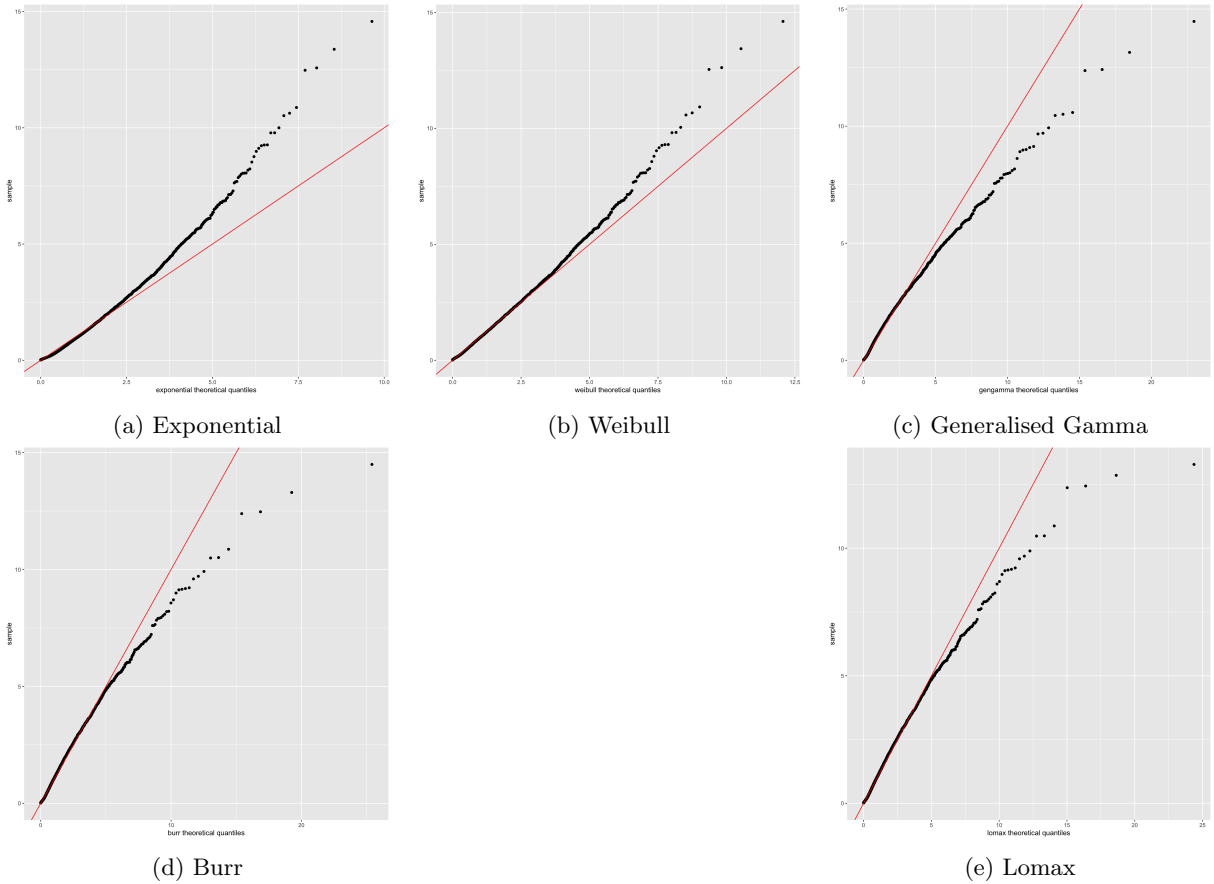 15
10
5
0
sample
0.0 2.5 5.0 7.5 10.0
exponential theoretical quantiles
(a) Exponential
15
10
5
0
sample
0.0 2.5 5.0 7.5 10.0 12.5
weibull theoretical quantiles
(b) Weibull
15
10
5
0
sample
0 5 10 15 20
gengamma theoretical quantiles
(c) Generalised Gamma
15
10
5
0
sample
0 10 20
burr theoretical quantiles
(d) Burr
10
5
0
sample
0 5 10 15 20 25
lomax theoretical quantiles
(e) Lomax